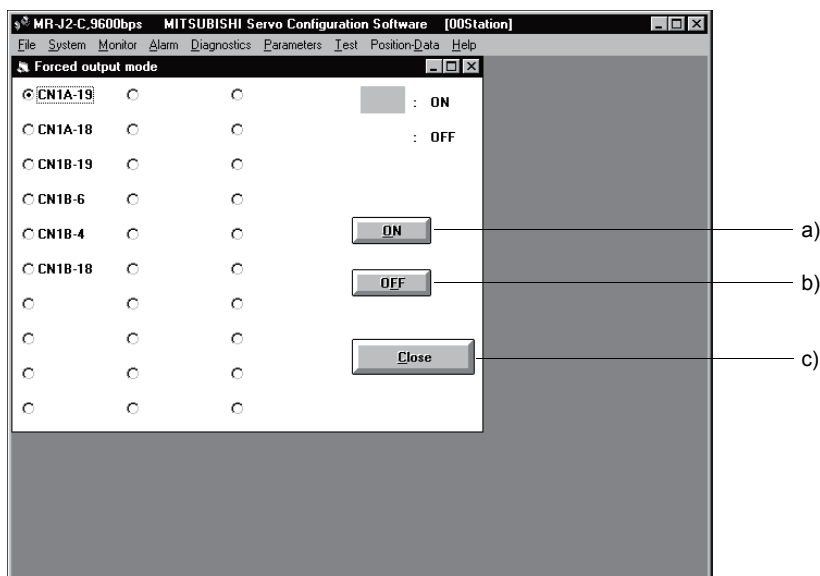 MR-J2-C,9600bps MITSUBISHI Servo Configuration Software [00Station]
File System Monitor Alarm Diagnostics Parameters Test Position-Data Help
Forced output mode
CN1A-19
: ON
CN1A-18
: OFF
CN1B-19
CN1B-6
CN1B-4
ON
a)
CN1B-18
OFF
b)
Close
c)